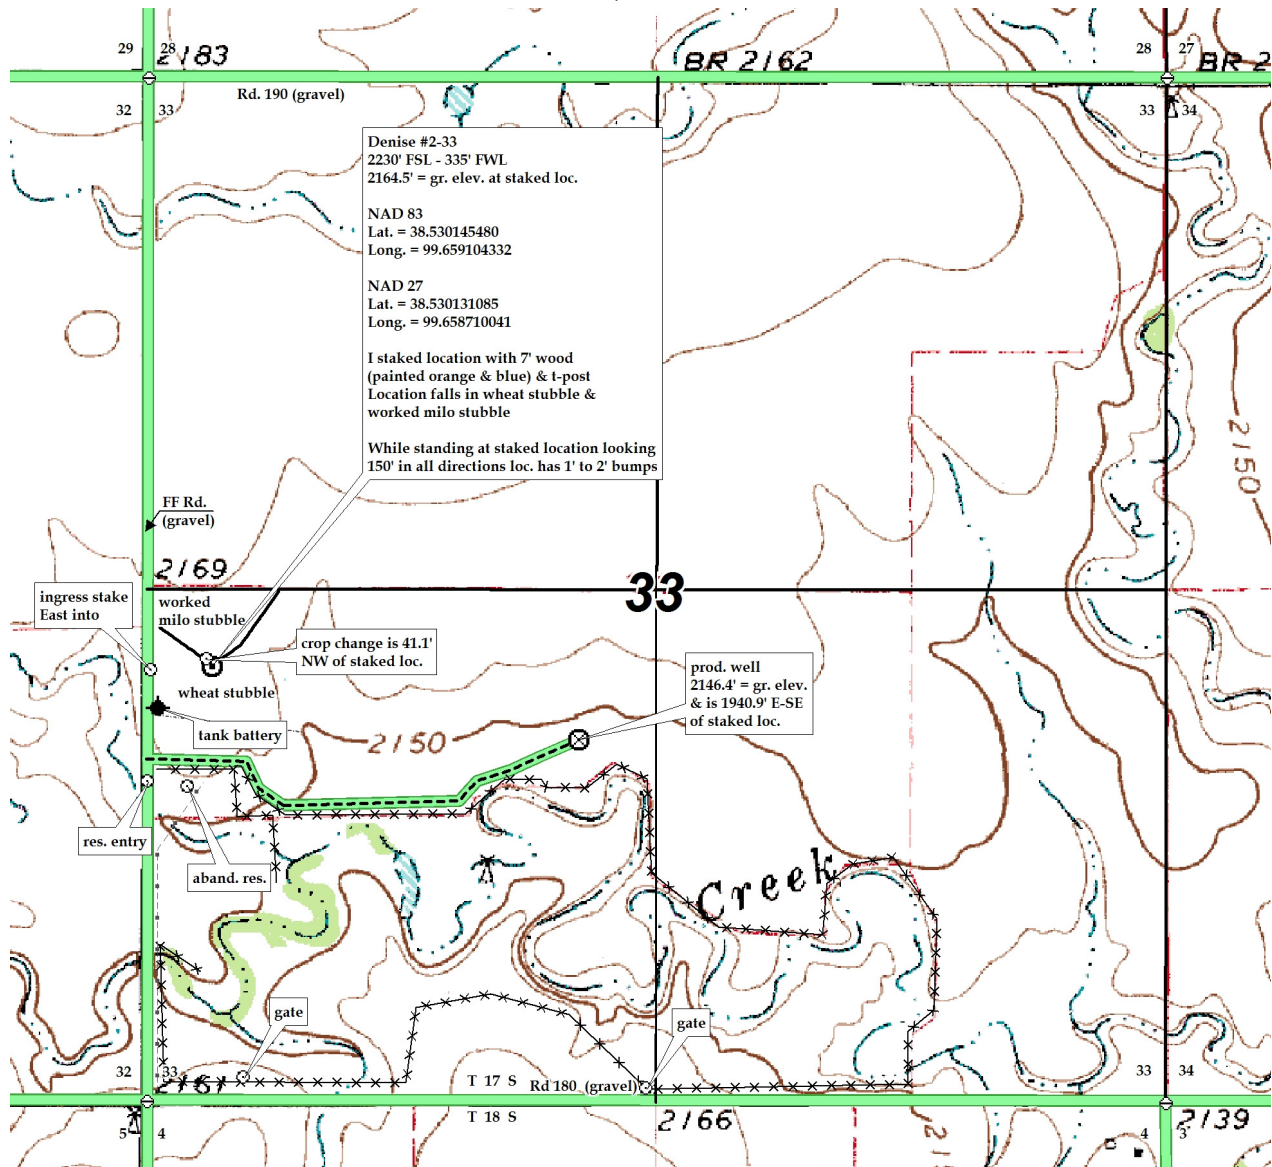 29
28
2183
BR 2162
28
27
BR 2
Rd. 190 (gravel)
32
33
33
34
Denise #2-33
2230' FSL - 335' FWL
2164.5' = gr. elev. at staked loc.
NAD 83
Lat. = 38.530145480
Long. = 99.659104332
NAD 27
Lat. = 38.530131085
Long. = 99.658710041
I staked location with 7' wood
(painted orange & blue) & t-post
Location falls in wheat stubble &
worked milo stubble
While standing at staked location looking
150' in all directions loc. has 1' to 2' bumps
2150
FF Rd.
(gravel)
2169
33
ingress stake
East into
worked
milo stubble
crop change is 41.1'
NW of staked loc.
wheat stubble
prod. well
2146.4' = gr. elev.
& is 1940.9' E-SE
of staked loc.
tank battery
2150
res. entry
aband. res.
Creek
gate
gate
32
33
2161
T 17 S
Rd 180 (gravel)
33
34
T 18 S
5
4
2166
4
3
2139